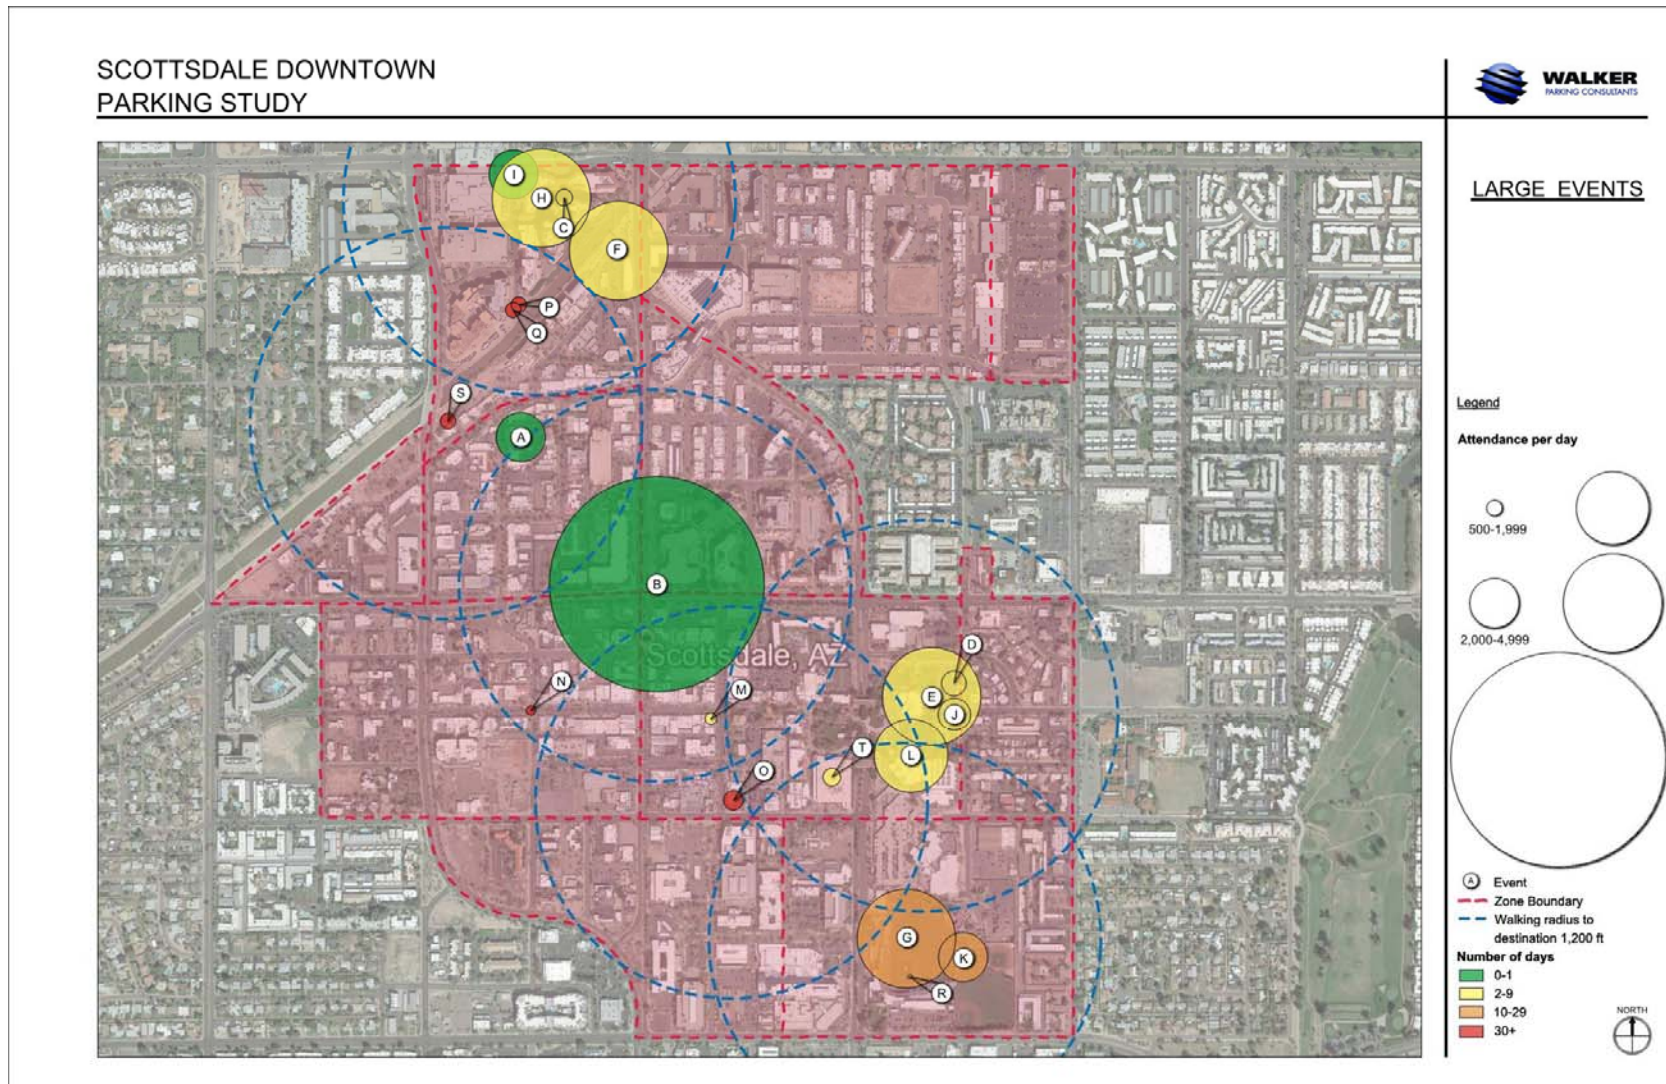 SCOTTSDALE DOWNTOWN
PARKING STUDY
WALKER
PARKING CONSULTANTS
LARGE EVENTS
I
H
C
F
P
Q
S
A
B
Scottsdale, AZ
D
N
M
E
J
T
L
O
G
K
R
Legend
Attendance per day
500-1,999
2,000-4,999
A Event
Zone Boundary
Walking radius to
destination 1,200 ft
Number of days
0-1
2-9
10-29
30+
NORTH